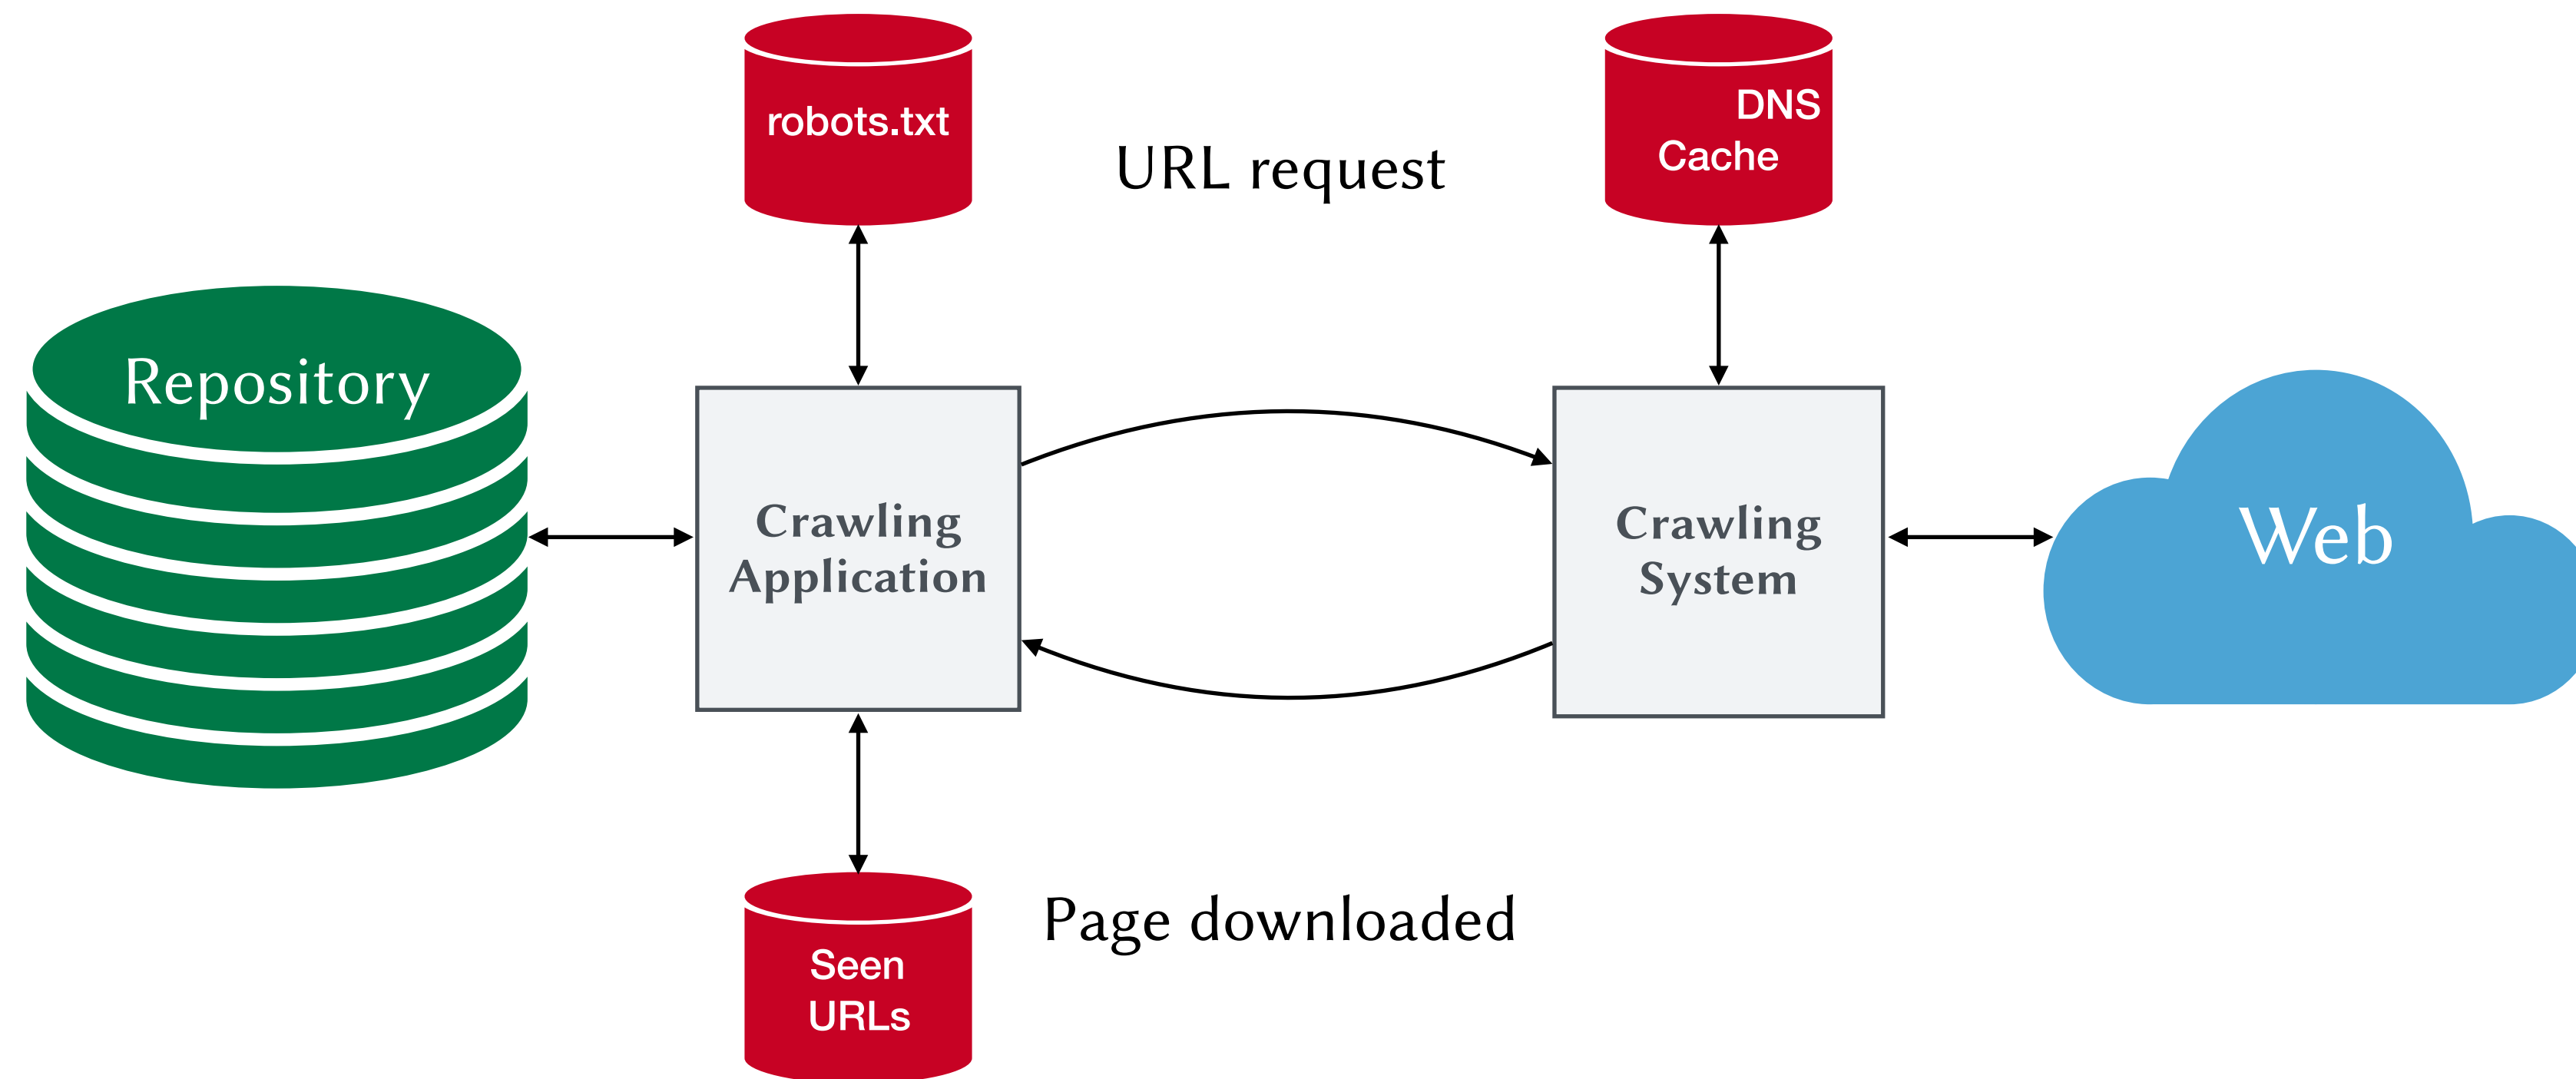 robots.txt
URL request
DNS
Cache
Repository
Crawling
Application
Crawling
System
Web
Seen
URLs
Page downloaded